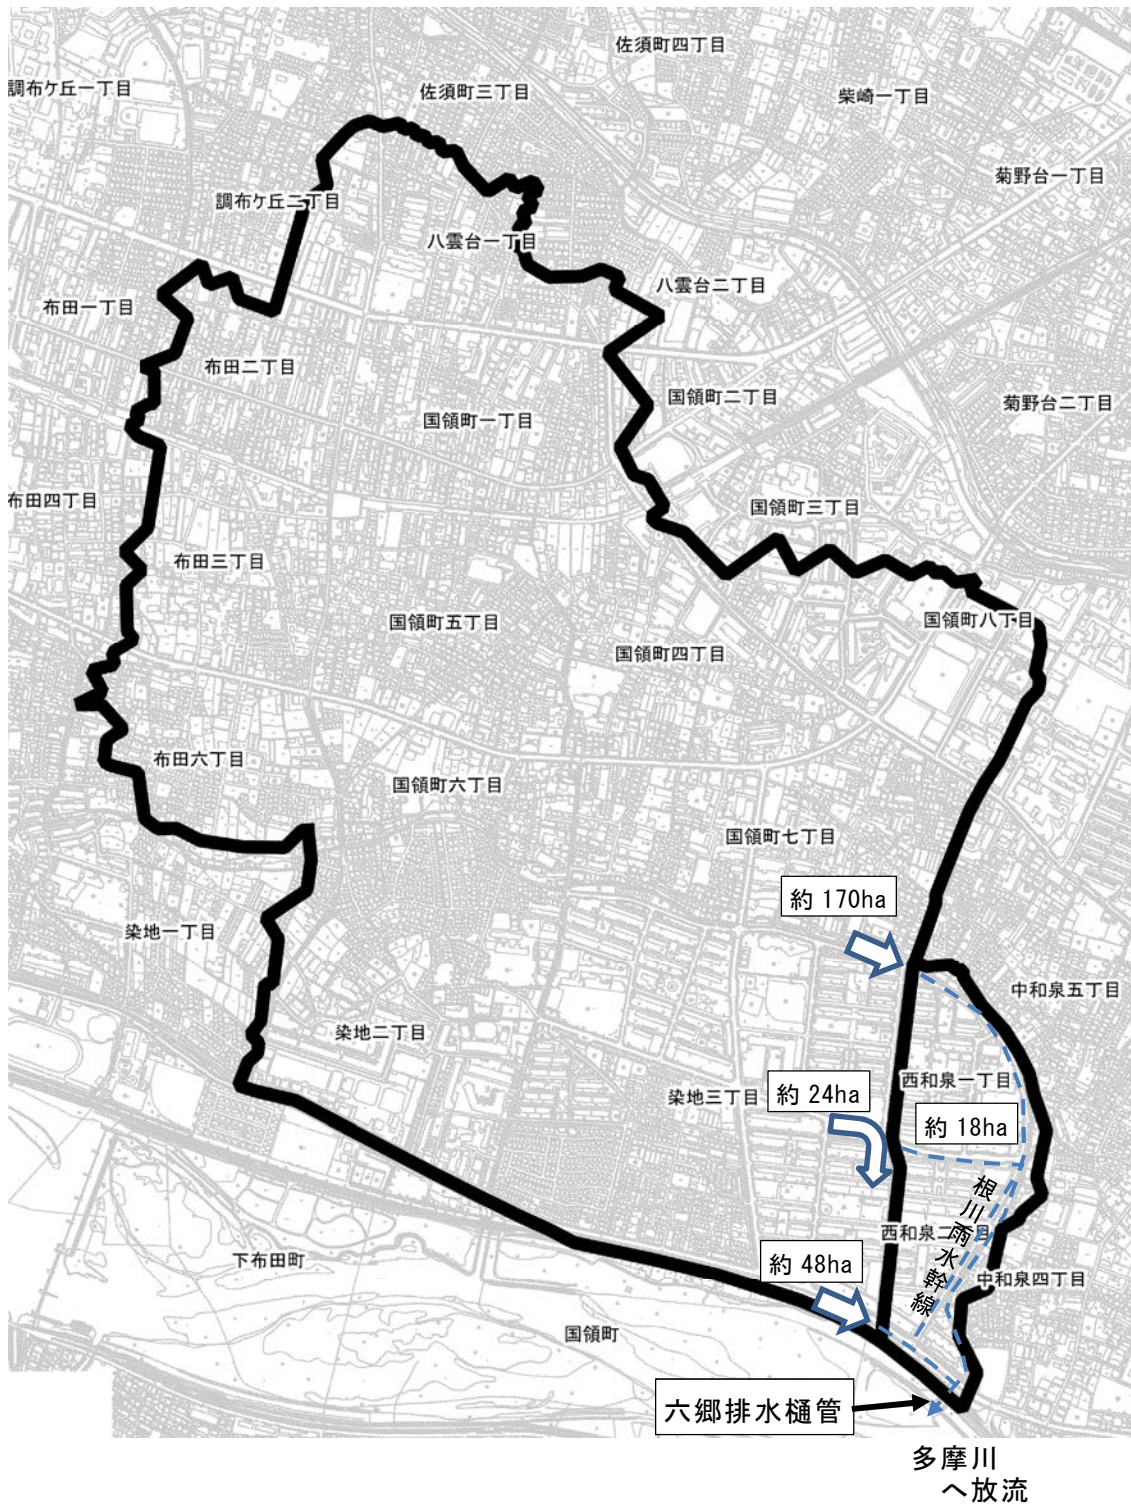 佐須町四丁目
調布ケ丘一丁目
佐須町三丁目
柴崎一丁目
菊野台一丁目
調布ケ丘二丁目
八雲台一丁目
八雲台二丁目
布田一丁目
布田二丁目
国領町二丁目
菊野台二丁目
国領町一丁目
布田四丁目
国領町三丁目
布田三丁目
国領町五丁目
国領町八丁目
国領町四丁目
布田六丁目
国領町六丁目
国領町七丁目
約 170ha
染地一丁目
中和泉五丁目
染地二丁目
西和泉一丁目
染地三丁目
約 24ha
約 18ha
根川雨水幹線
西和泉二丁目
下布田町
約 48ha
中和泉四丁目
国領町
六郷排水樋管
多摩川
へ放流